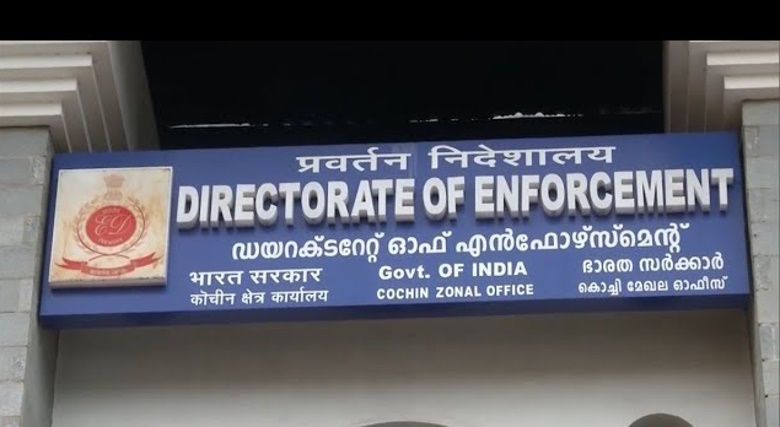 प्रवर्तन निदेशालय
DIRECTORATE OF ENFORCEMENT
ഡയറക്ടറേറ്റ് ഓഫ് എൻഫോഴ്സ്മെന്റ്
भारत सरकार Govt. OF INDIA ഭാരത സർക്കാർ
कोचीन क्षेत्र कार्यालय COCHIN ZONAL OFFICE കൊച്ചി മേഖല ഓഫീസ്
ED